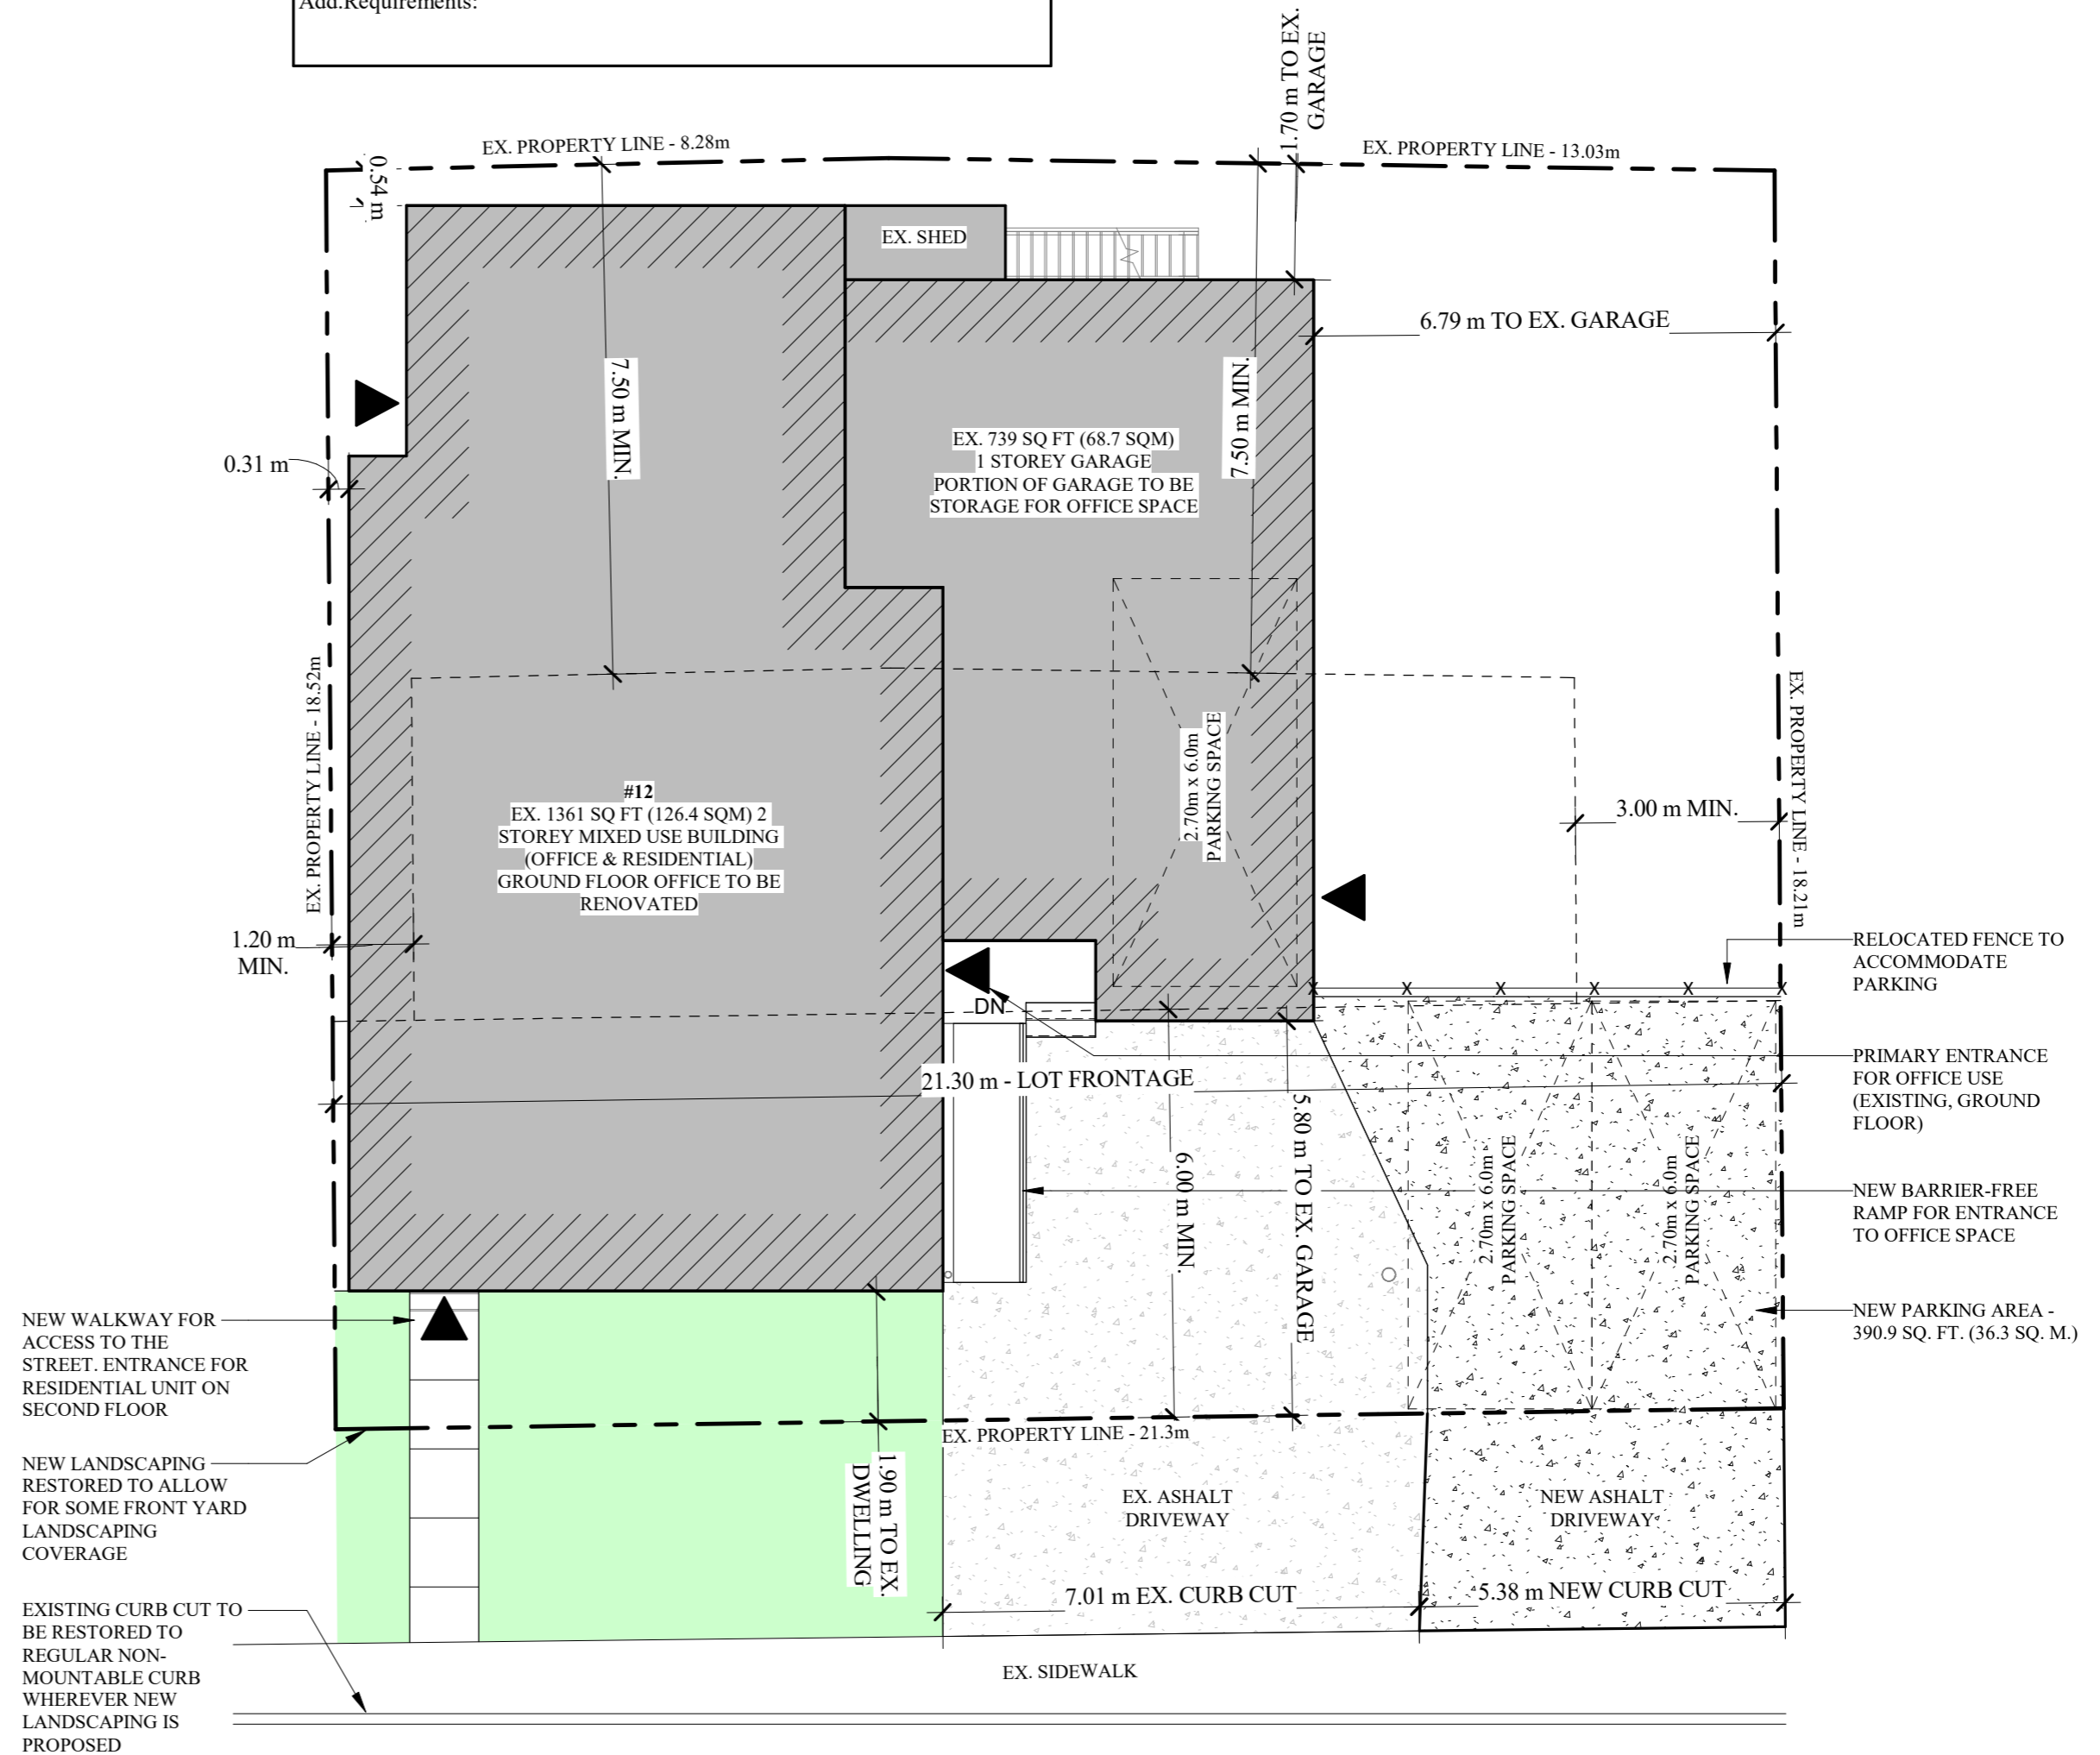 Add.Requirements:
1.70 m TO EX.
GARAGE
EX. PROPERTY LINE - 8.28m
EX. PROPERTY LINE - 13.03m
0.54 m
EX. SHED
6.79 m TO EX. GARAGE
7.50 m MIN.
7.50 m MIN.
EX. 739 SQ FT (68.7 SQM)
1 STOREY GARAGE
PORTION OF GARAGE TO BE
STORAGE FOR OFFICE SPACE
0.31 m
EX. PROPERTY LINE - 18.52m
EX. PROPERTY LINE - 18.21m
2.70m x 6.0m
PARKING SPACE
#12
EX. 1361 SQ FT (126.4 SQM) 2
STOREY MIXED USE BUILDING
(OFFICE & RESIDENTIAL)
GROUND FLOOR OFFICE TO BE
RENOVATED
3.00 m MIN.
1.20 m
MIN.
RELOCATED FENCE TO
ACCOMMODATE
PARKING
X X X X X X
DN
PRIMARY ENTRANCE
FOR OFFICE USE
(EXISTING, GROUND
FLOOR)
21.30 m - LOT FRONTAGE
6.00 m MIN.
5.80 m TO EX. GARAGE
2.70m x 6.0m
PARKING SPACE
2.70m x 6.0m
PARKING SPACE
NEW BARRIER-FREE
RAMP FOR ENTRANCE
TO OFFICE SPACE
NEW PARKING AREA -
390.9 SQ. FT. (36.3 SQ. M.)
NEW WALKWAY FOR
ACCESS TO THE
STREET. ENTRANCE FOR
RESIDENTIAL UNIT ON
SECOND FLOOR
EX. PROPERTY LINE - 21.3m
1.90 m TO EX.
DWELLING
NEW LANDSCAPING
RESTORED TO ALLOW
FOR SOME FRONT YARD
LANDSCAPING
COVERAGE
EX. ASHALT
DRIVEWAY
NEW ASHALT
DRIVEWAY
7.01 m EX. CURB CUT
5.38 m NEW CURB CUT
EXISTING CURB CUT TO
BE RESTORED TO
REGULAR NON-
MOUNTABLE CURB
WHEREVER NEW
LANDSCAPING IS
PROPOSED
EX. SIDEWALK